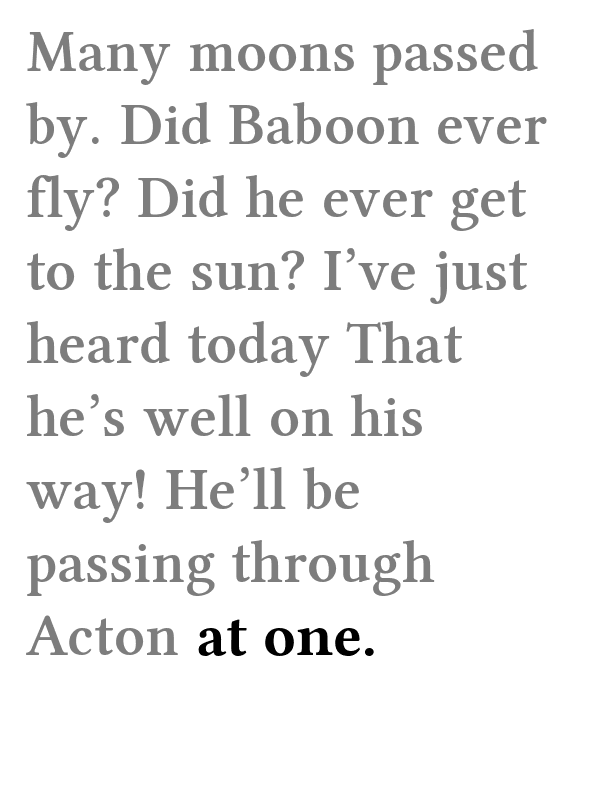 Many moons passed
by. Did Baboon ever
fly? Did he ever get
to the sun? I’ve just
heard today That
he’s well on his
way! He’ll be
passing through
Acton at one.